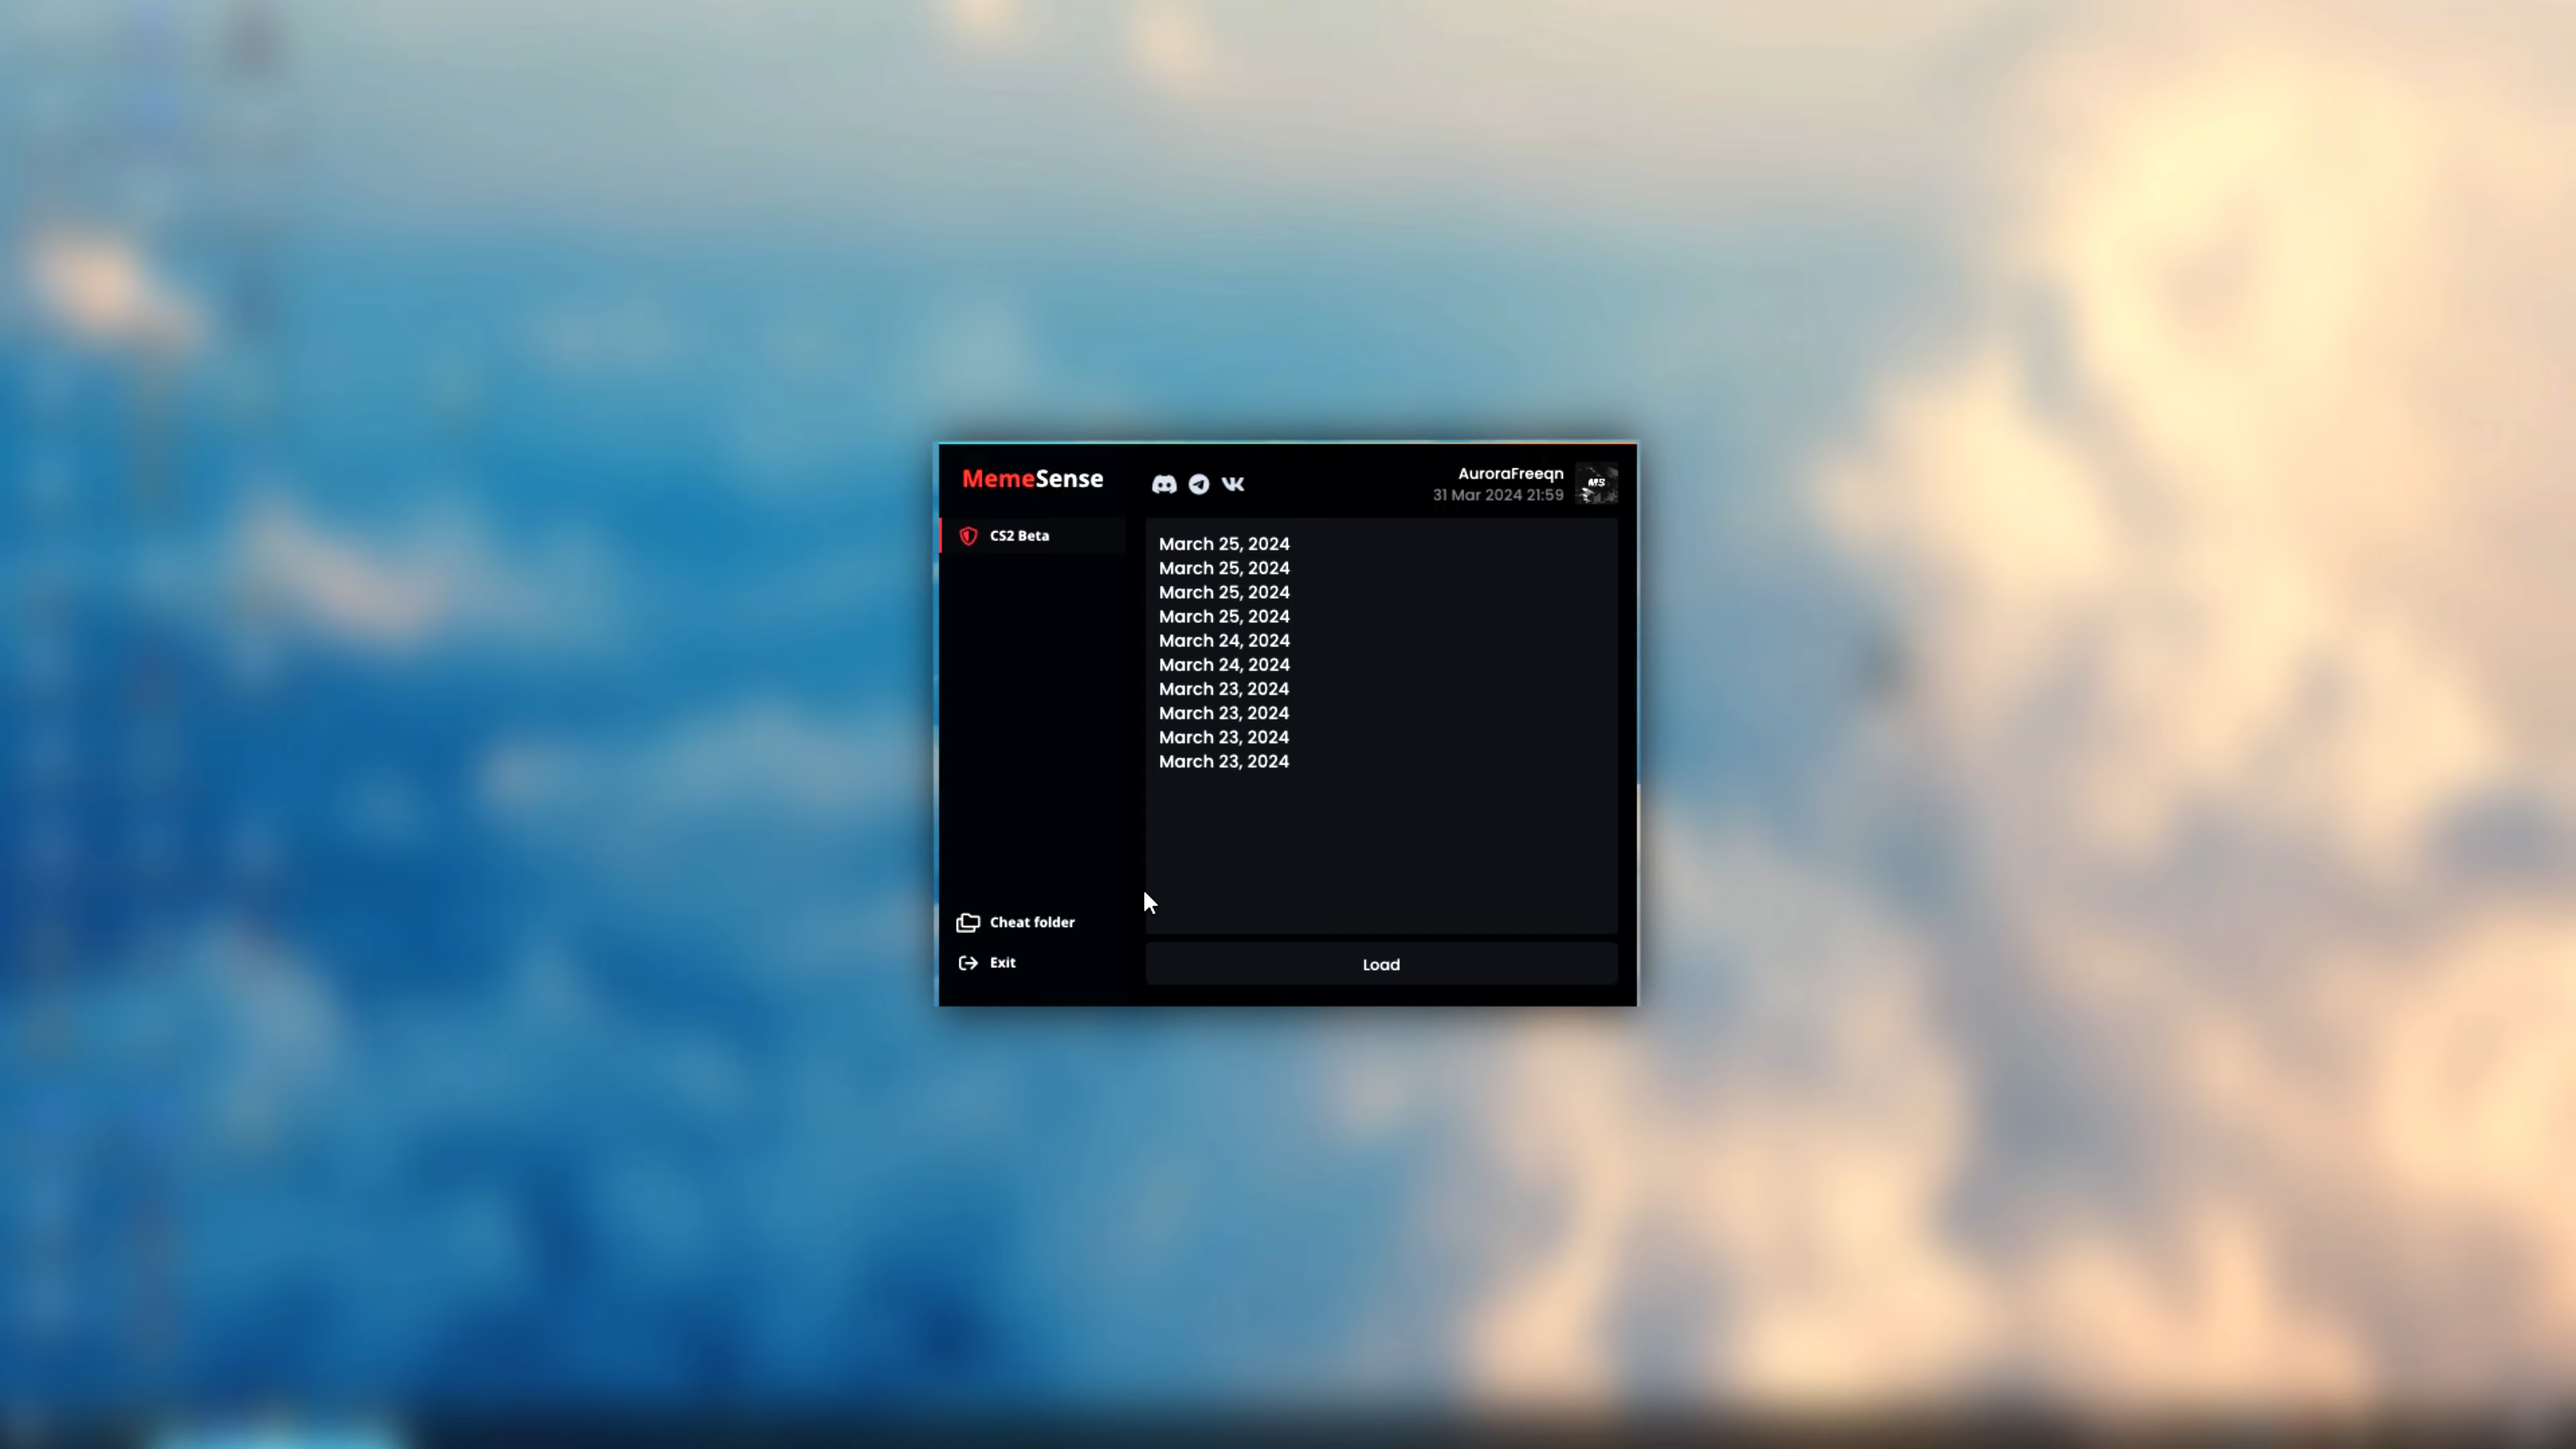 MemeSense
AuroraFreeqn
31 Mar 2024 21:59
MS
CS2 Beta
March 25, 2024
March 25, 2024
March 25, 2024
March 25, 2024
March 24, 2024
March 24, 2024
March 23, 2024
March 23, 2024
March 23, 2024
March 23, 2024
Cheat folder
Exit
Load